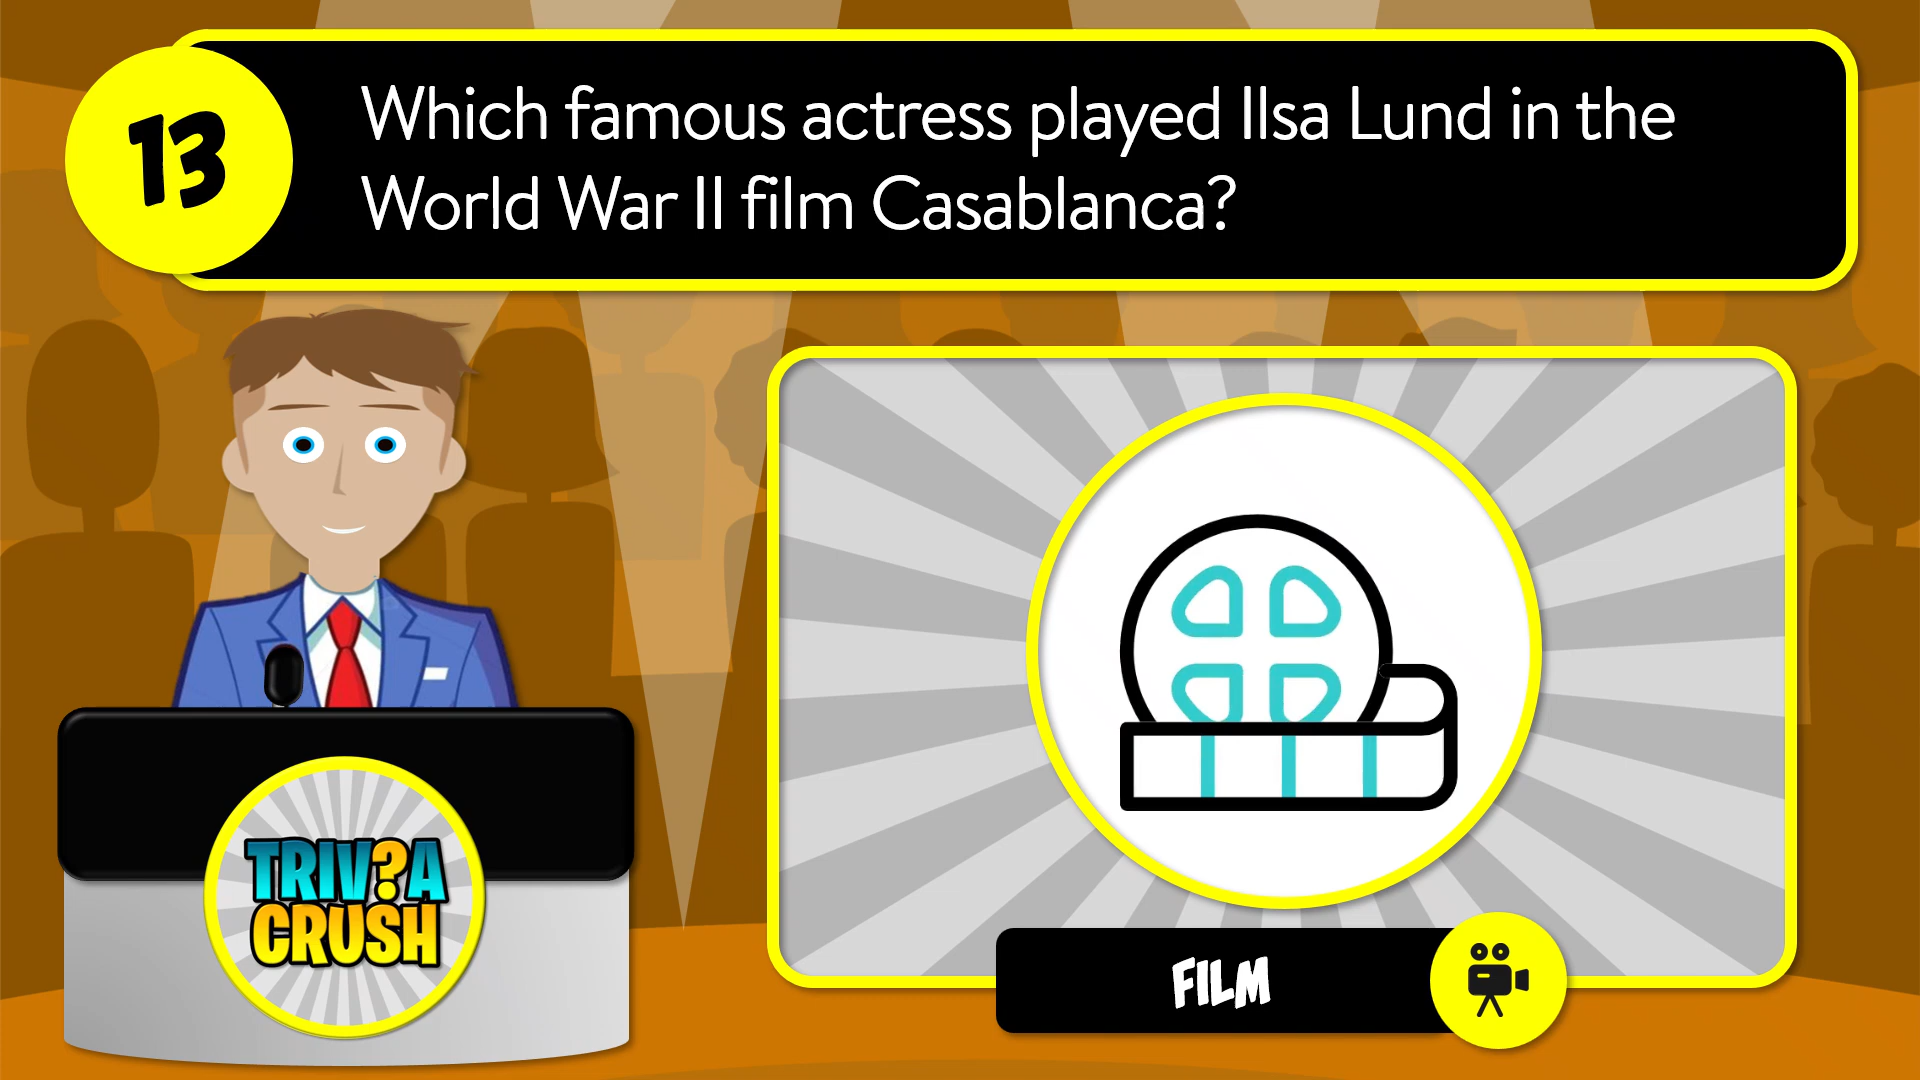 13
Which famous actress played Ilsa Lund in the
World War II film Casablanca?
TRIV?A
CRUSH
FILM